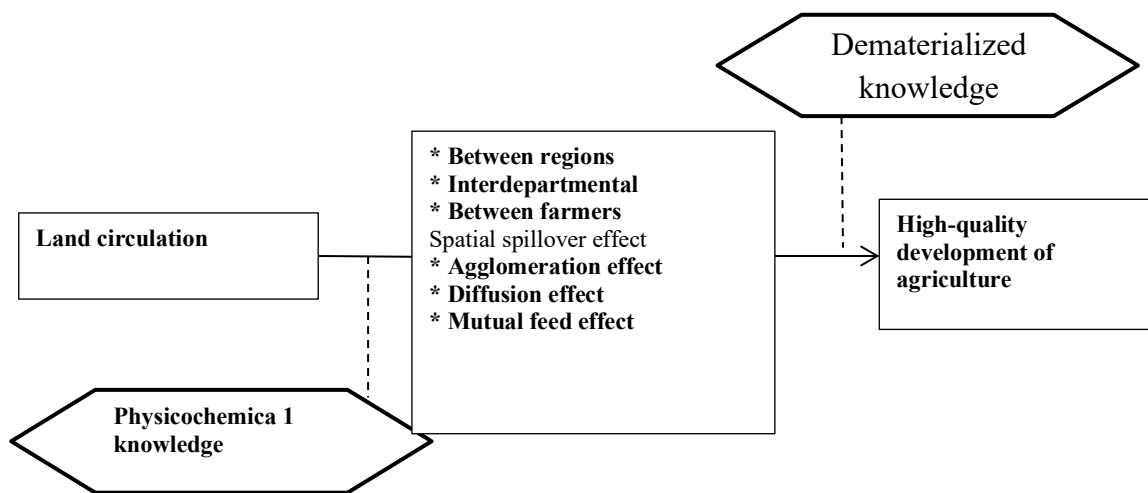 Dematerialized
knowledge
* Between regions
* Interdepartmental
* Between farmers
Spatial spillover effect
* Agglomeration effect
* Diffusion effect
* Mutual feed effect
Land circulation
High-quality
development of
agriculture
Physicochemica 1
knowledge